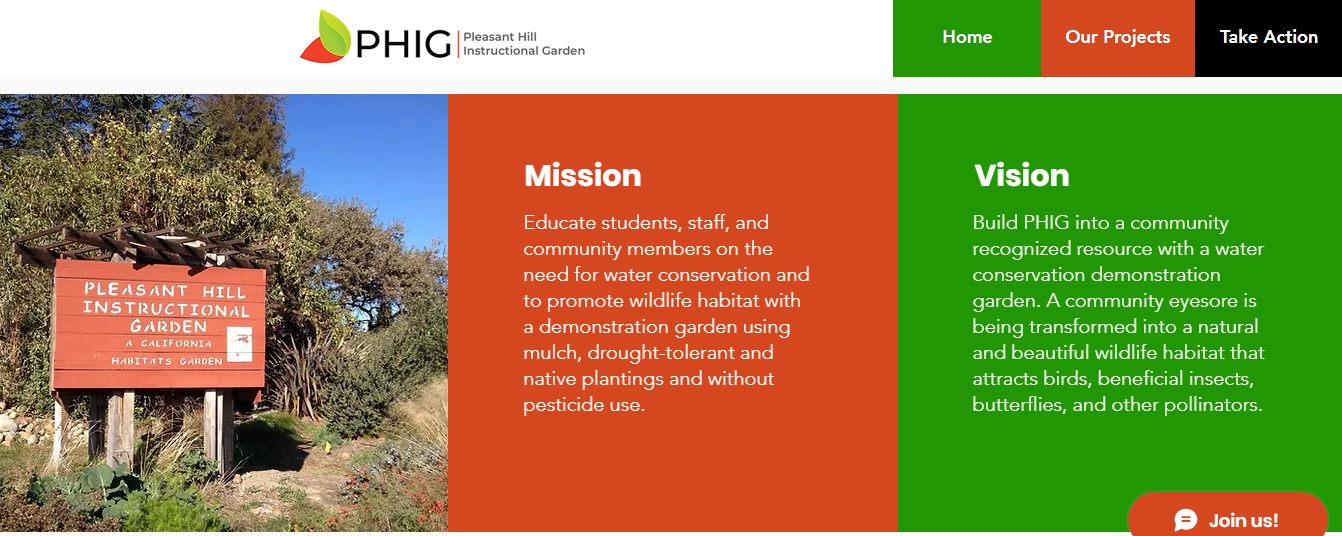 PHIG
Pleasant Hill
Instructional Garden
Home
Our Projects
Take Action
PLEASANT HILL
INSTRUCTIONAL
GARDEN
A CALIFORNIA
HABITATS GARDEN
Mission
Educate students, staff, and
community members on the
need for water conservation and
to promote wildlife habitat with
a demonstration garden using
mulch, drought-tolerant and
native plantings and without
pesticide use.
Vision
Build PHIG into a community
recognized resource with a water
conservation demonstration
garden. A community eyesore is
being transformed into a natural
and beautiful wildlife habitat that
attracts birds, beneficial insects,
butterflies, and other pollinators.
Join us!